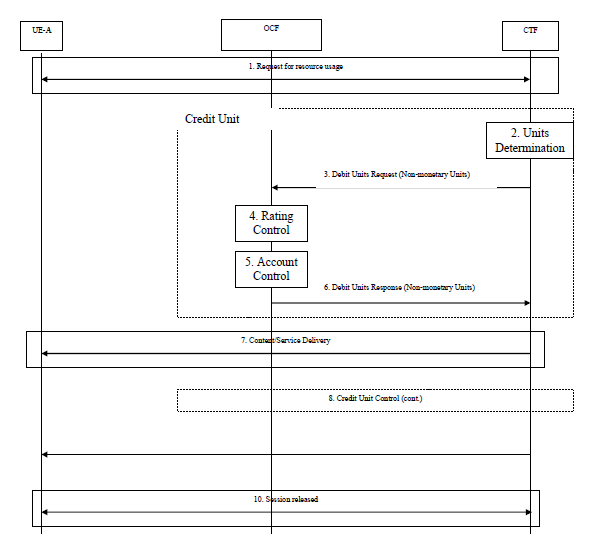 UE-A
OCF
CTF
1. Request for resource usage
Credit Unit
2. Units
Determination
3. Debit Units Request (Non-monetary Units)
4. Rating
Control
5. Account
Control
6. Debit Units Response (Non-monetary Units)
7. Content/Service Delivery
8. Credit Unit Control (cont.)
10. Session released